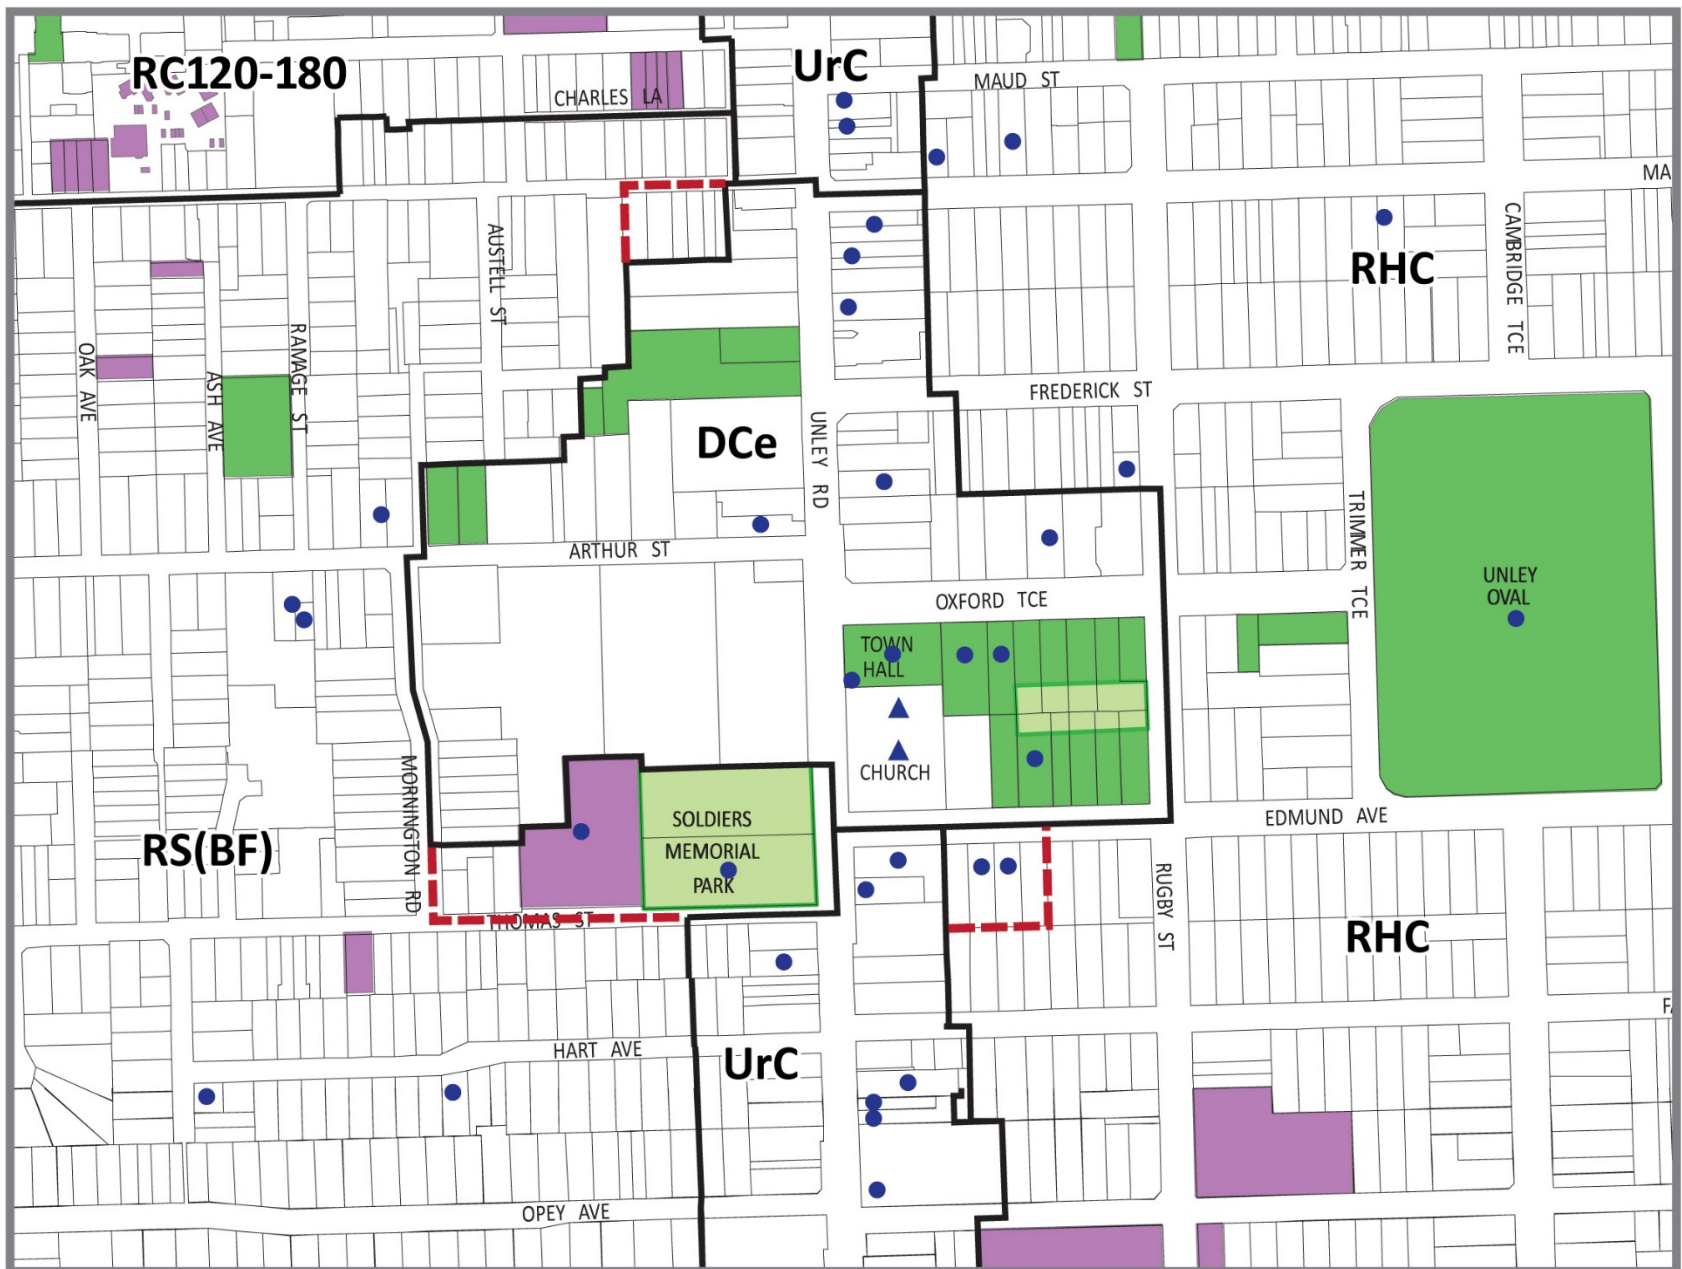 RC120-180
UrC
MAUD ST
CHARLES LA
MA
AUSTELL ST
CAMBRIDGE TCE
RHC
OAK AVE
ASH AVE
RAMAGE ST
FREDERICK ST
DCe
UNLEY RD
TRIMMER TCE
ARTHUR ST
UNLEY
OVAL
OXFORD TCE
TOWN
HALL
CHURCH
MORNINGTON RD
SOLDIERS
MEMORIAL
PARK
EDMUND AVE
RS(BF)
THOMAS ST
RUGBY ST
RHC
FA
HART AVE
UrC
OPEY AVE